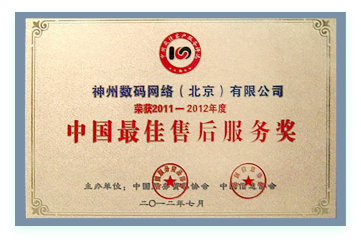 神州数码网络（北京）有限公司
荣获2011—2012年度
中国最佳售后服务奖
主办单位：中国
二〇一二年七月